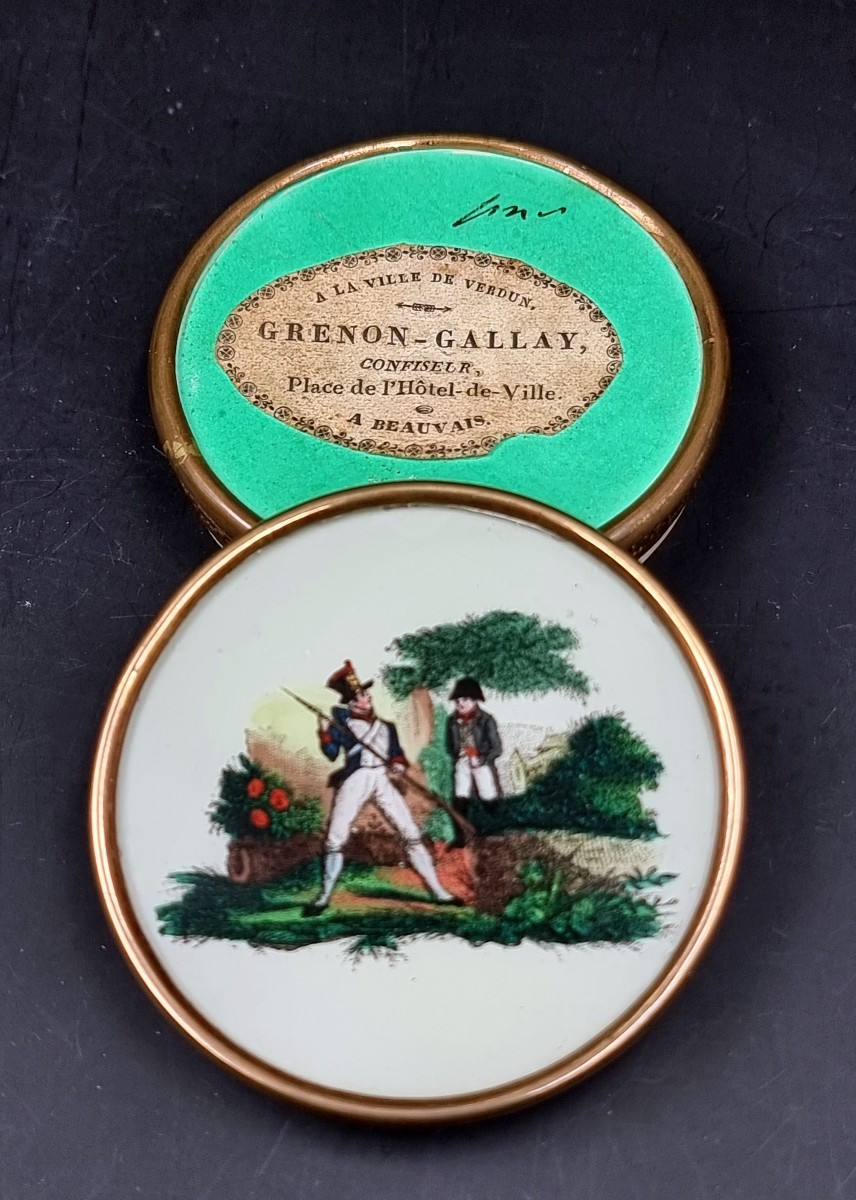 A LA VILLE DE VERDUN.
GRENON-GALLAY,
CONFISEUR,
Place de l'Hôtel-de-Ville.
A BEAUVAIS.